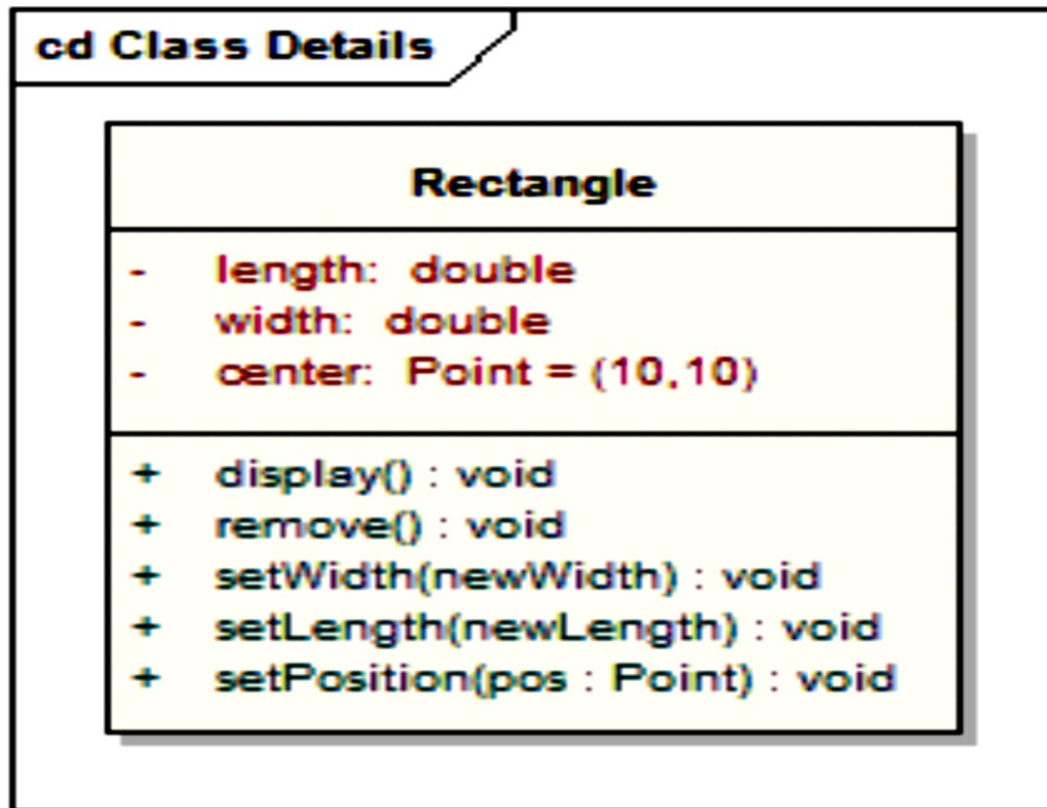 cd Class Details
Rectangle
- length: double
- width: double
- center: Point = (10,10)
+ display() : void
+ remove() : void
+ setWidth(newWidth) : void
+ setLength(newLength) : void
+ setPosition(pos : Point) : void